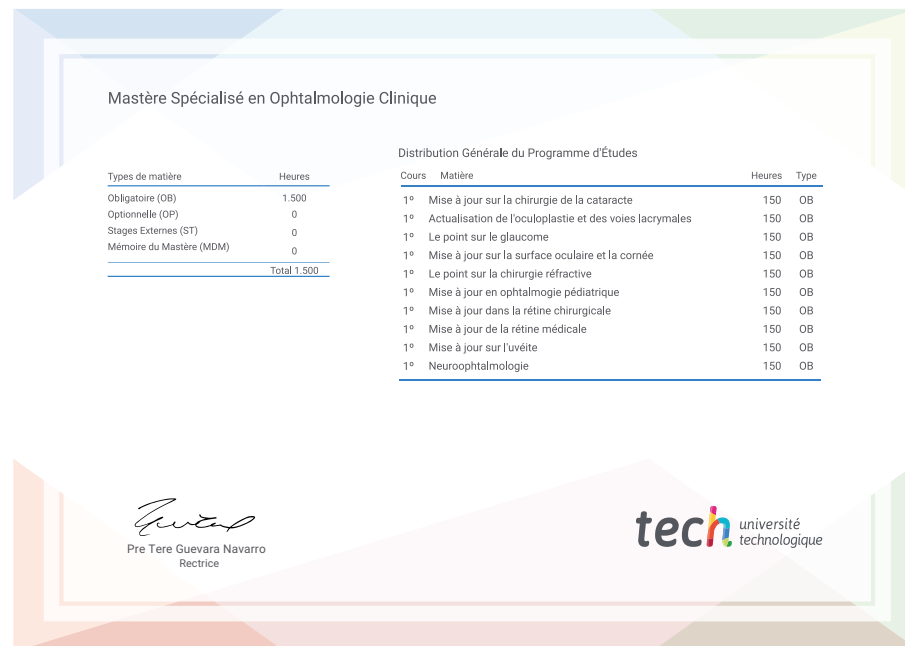 Mastère Spécialisé en Ophtalmologie Clinique
Types de matière Heures
Obligatoire (OB) 1.500
Optionnelle (OP) 0
Stages Externes (ST) 0
Mémoire du Mastère (MDM) 0
Total 1.500
Distribution Générale du Programme d'Études
Cours Matière Heures Type
1º Mise à jour sur la chirurgie de la cataracte 150 OB
1º Actualisation de l'oculoplastie et des voies lacrymales 150 OB
1º Le point sur le glaucome 150 OB
1º Mise à jour sur la surface oculaire et la cornée 150 OB
1º Le point sur la chirurgie réfractive 150 OB
1º Mise à jour en ophtalmogie pédiatrique 150 OB
1º Mise à jour dans la rétine chirurgicale 150 OB
1º Mise à jour de la rétine médicale 150 OB
1º Mise à jour sur l'uvéite 150 OB
1º Neuroophtalmologie 150 OB
Pre Tere Guevara Navarro
Rectrice
tech université
technologique